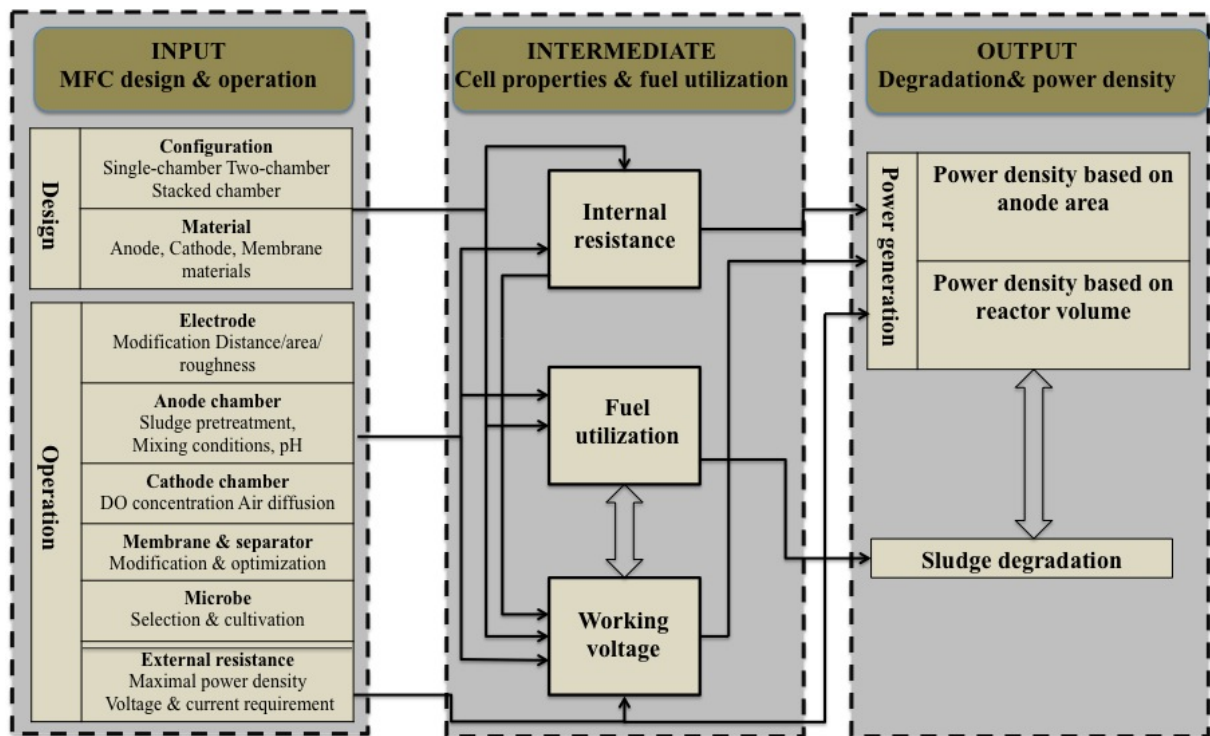 INPUT
MFC design & operation
Design
Configuration
Single-chamber Two-chamber
Stacked chamber
Material
Anode, Cathode, Membrane
materials
Operation
Electrode
Modification Distance/area/
roughness
Anode chamber
Sludge pretreatment,
Mixing conditions, pH
Cathode chamber
DO concentration Air diffusion
Membrane & separator
Modification & optimization
Microbe
Selection & cultivation
External resistance
Maximal power density
Voltage & current requirement
INTERMEDIATE
Cell properties & fuel utilization
Internal
resistance
Fuel
utilization
Working
voltage
OUTPUT
Degradation& power density
Power generation
Power density based on
anode area
Power density based on
reactor volume
Sludge degradation